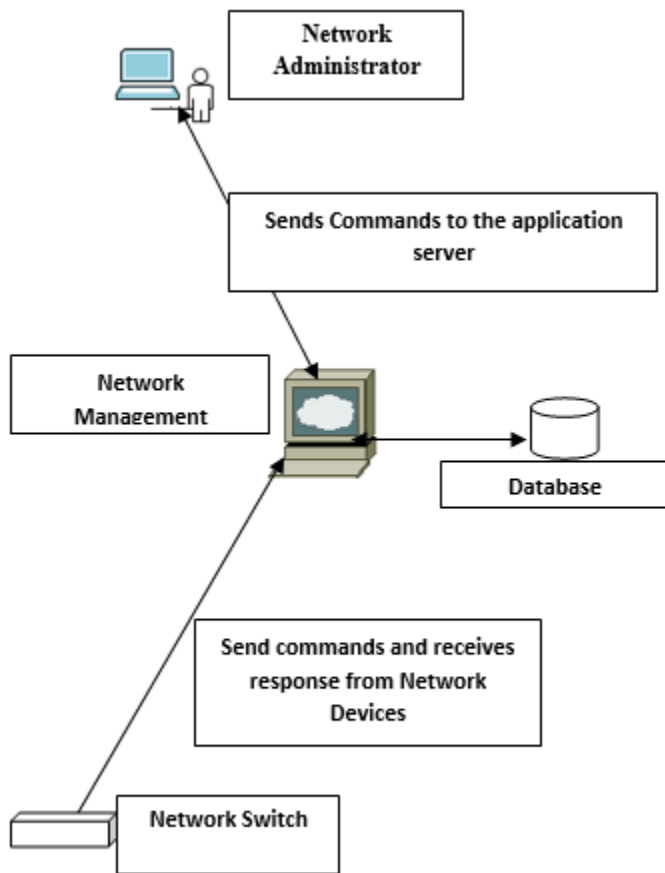 Network
Administrator
Sends Commands to the application
server
Network
Management
Database
Send commands and receives
response from Network
Devices
Network Switch